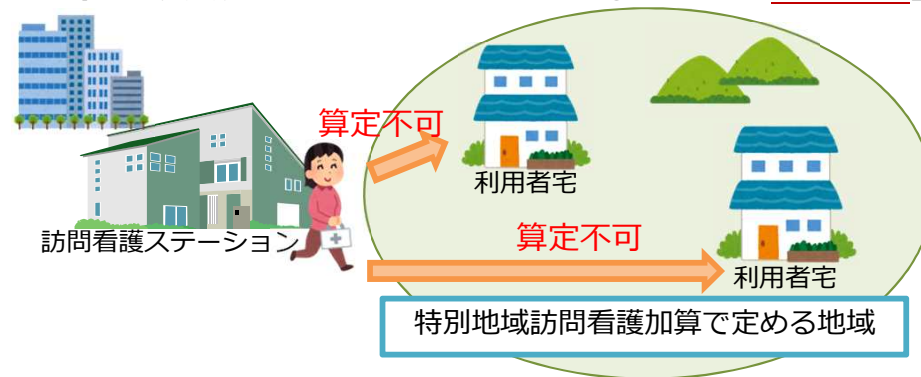 算定不可
利用者宅
訪問看護ステーション
算定不可
利用者宅
特別地域訪問看護加算で定める地域